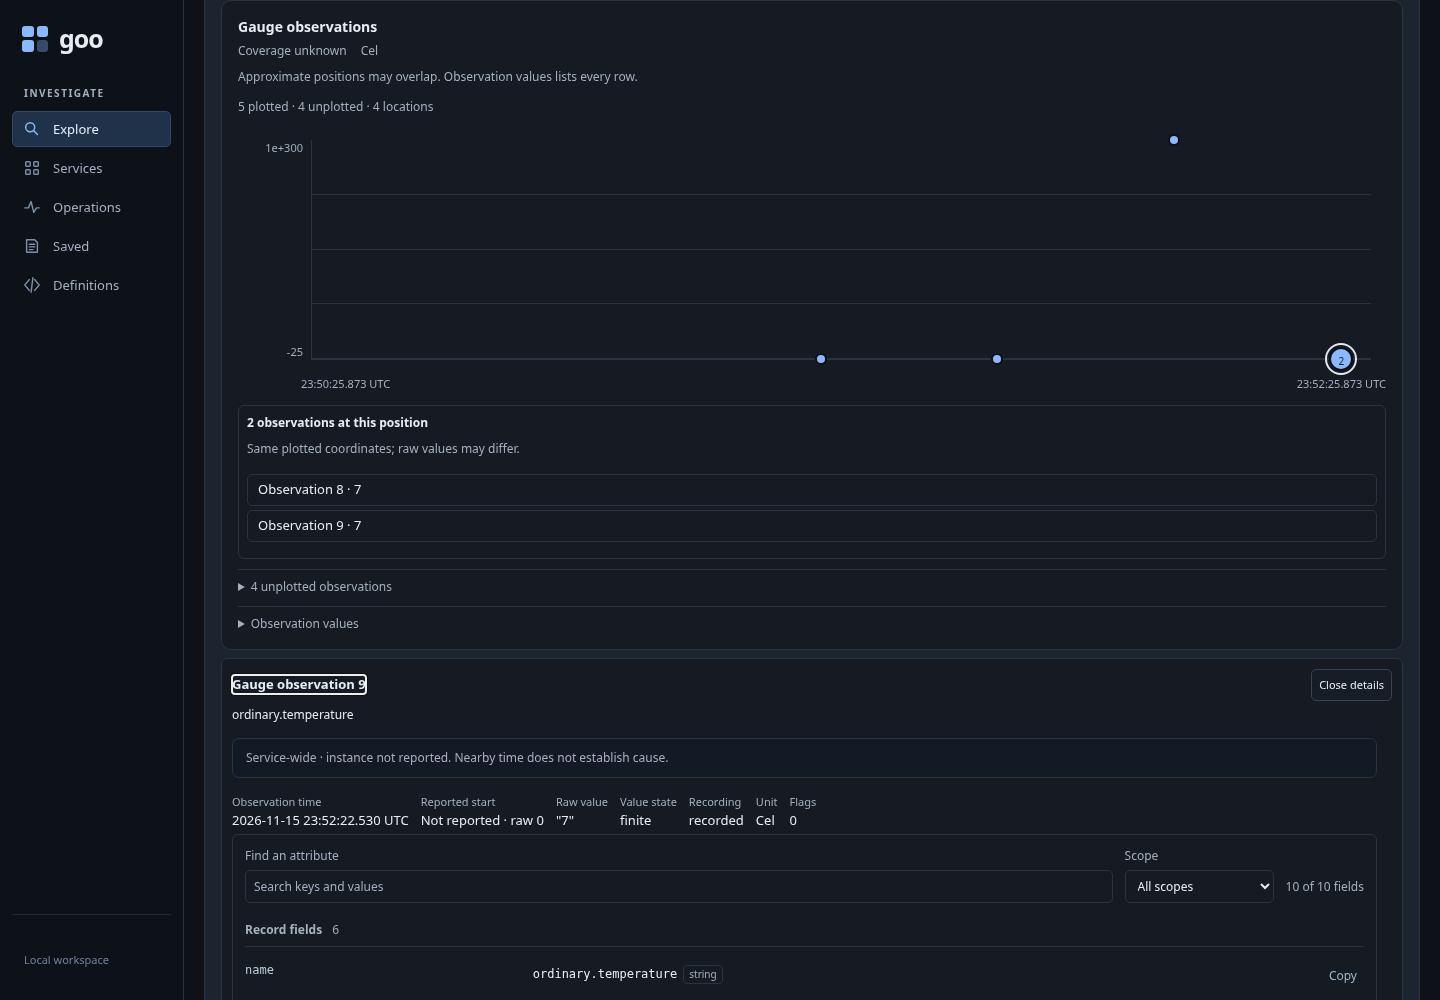 goo
INVESTIGATE
Explore
Services
Operations
Saved
Definitions
Local workspace
Gauge observations
Coverage unknown Cel
Approximate positions may overlap. Observation values lists every row.
5 plotted · 4 unplotted · 4 locations
1e+300
-25
2
23:50:25.873 UTC 23:52:25.873 UTC
2 observations at this position
Same plotted coordinates; raw values may differ.
Observation 8 · 7
Observation 9 · 7
4 unplotted observations
Observation values
Gauge observation 9 Close details
ordinary.temperature
Service-wide · instance not reported. Nearby time does not establish cause.
Observation time Reported start Raw value Value state Recording Unit Flags
2026-11-15 23:52:22.530 UTC Not reported · raw 0 "7" finite recorded Cel 0
Find an attribute Scope
Search keys and values All scopes 10 of 10 fields
Record fields 6
name ordinary.temperature string Copy